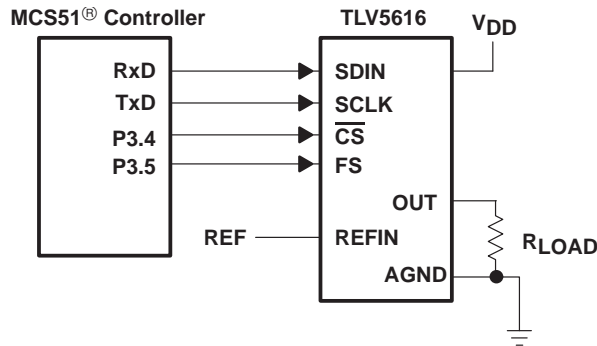 MCS51® Controller
TLV5616
VDD
RxD
SDIN
TxD
SCLK
P3.4
CS
P3.5
FS
OUT
REF
REFIN
RLOAD
AGND